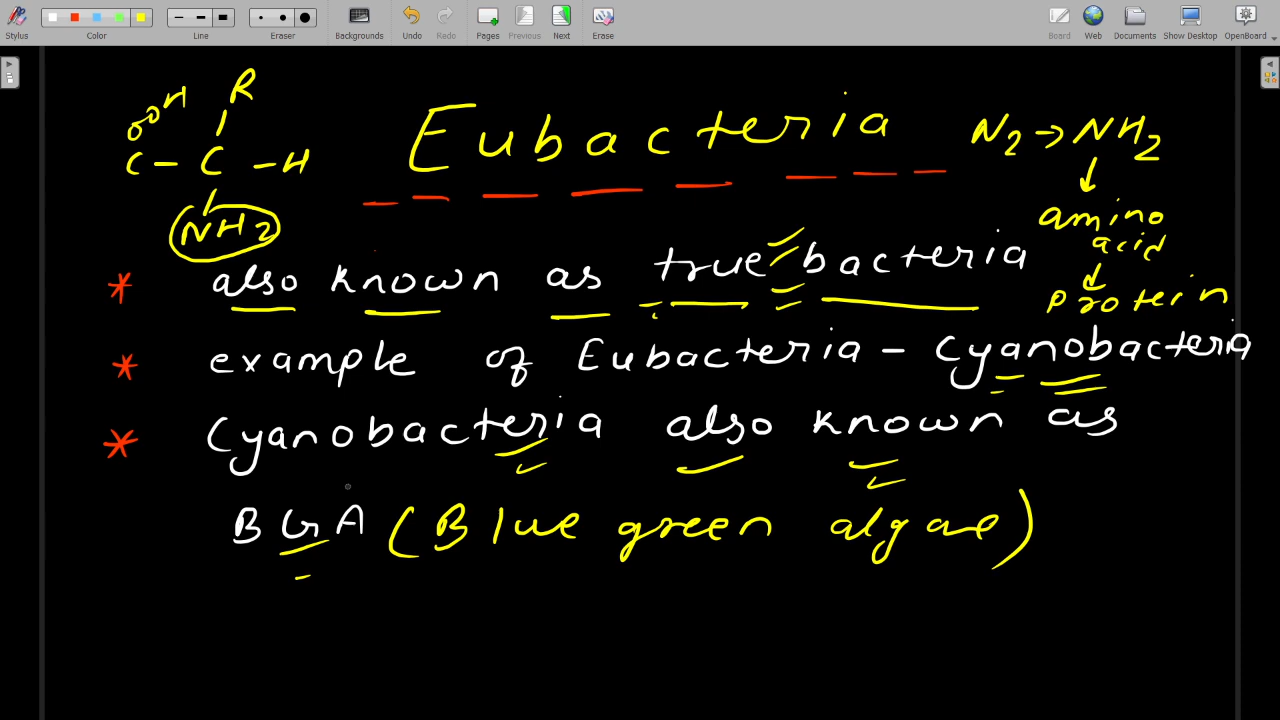 Stylus Color Line Eraser Backgrounds Undo Redo Pages Previous Next Erase Board Web Documents Show Desktop OpenBoard
Eubacteria
R
OOH
C - C - H
NH2
N2 → NH2
↓
amino
acid
↓
protein
* also known as true bacteria
* example of Eubacteria - Cyanobacteria
* Cyanobacteria also known as
BGA (Blue green algae)